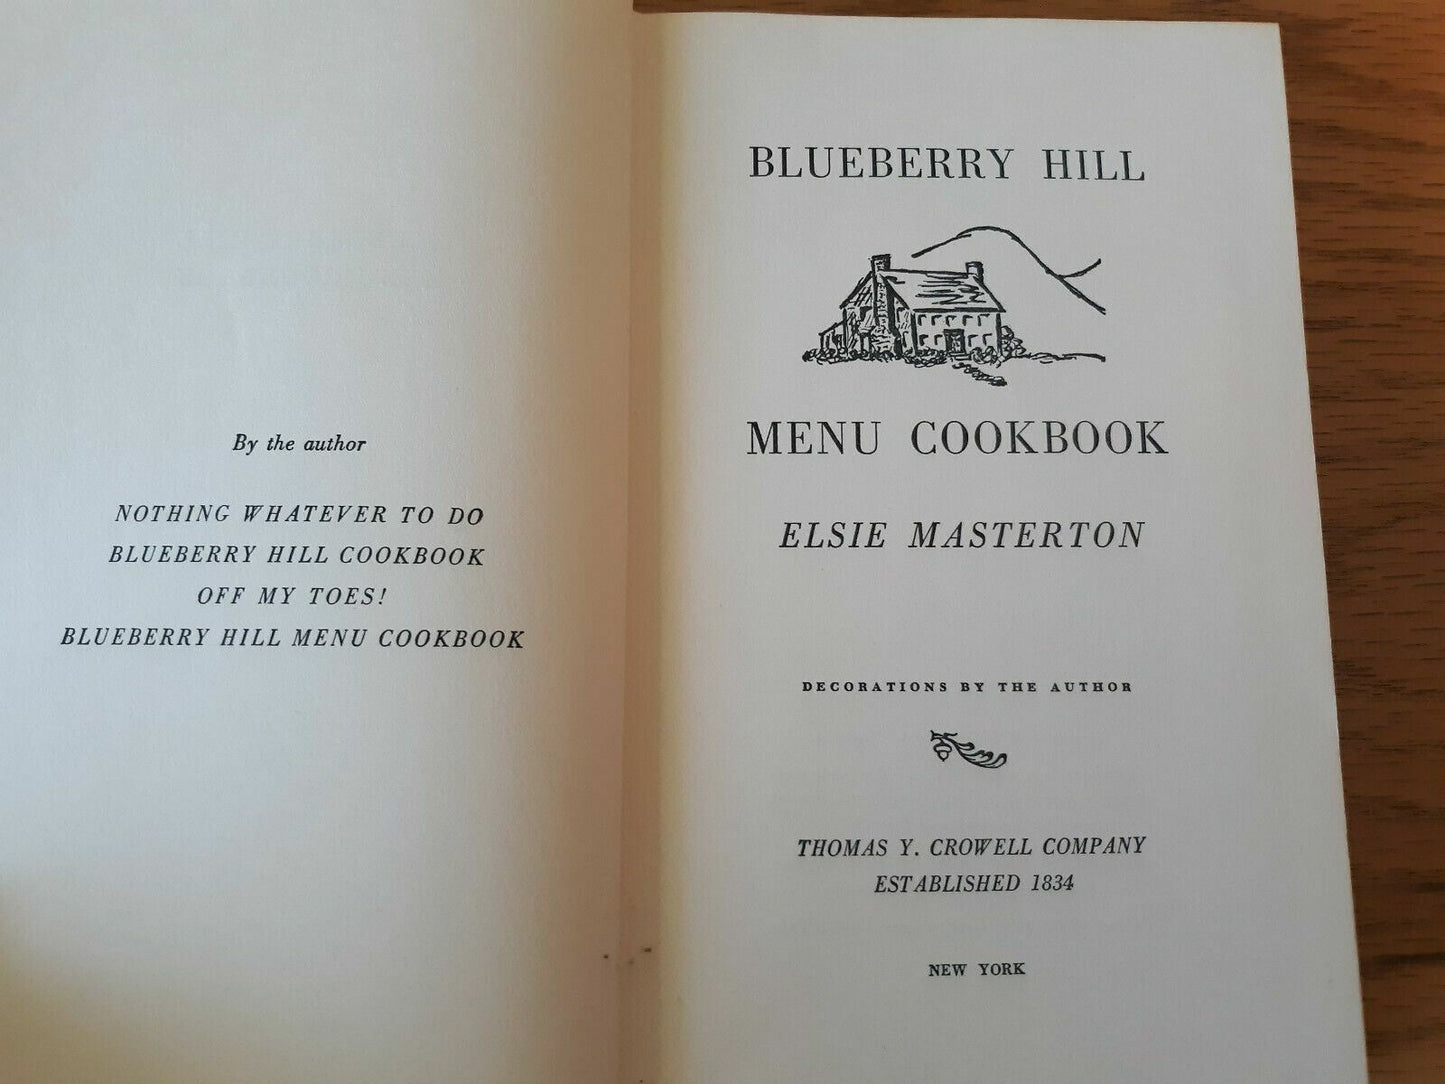 By the author
NOTHING WHATEVER TO DO
BLUEBERRY HILL COOKBOOK
OFF MY TOES!
BLUEBERRY HILL MENU COOKBOOK
BLUEBERRY HILL
MENU COOKBOOK
ELSIE MASTERTON
DECORATIONS BY THE AUTHOR
THOMAS Y. CROWELL COMPANY
ESTABLISHED 1834
NEW YORK